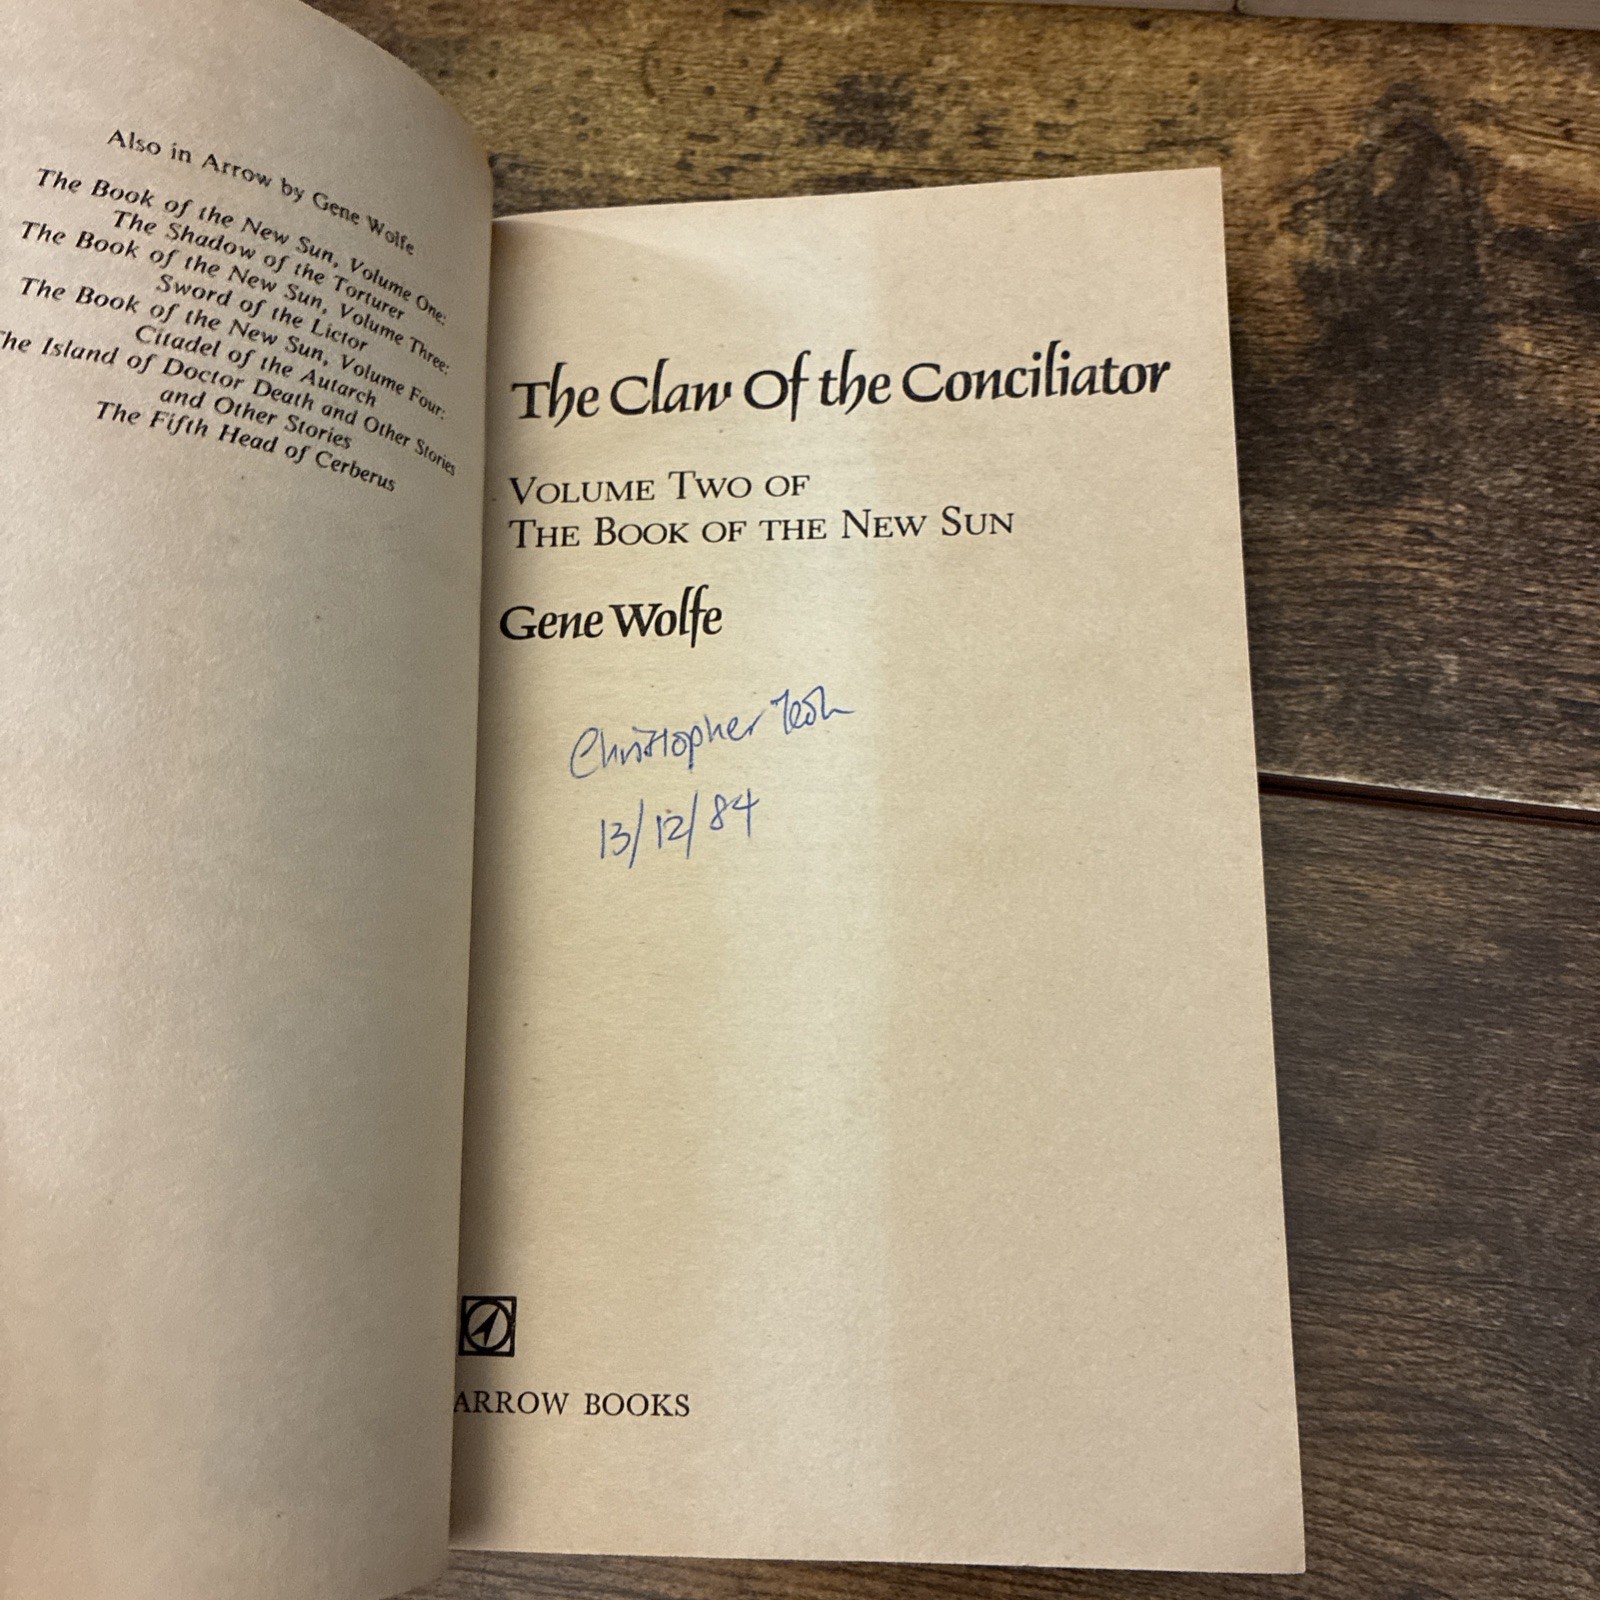 Also in Arrow by Gene Wolfe
The Book of the New Sun, Volume One:
The Shadow of the Torturer
The Book of the New Sun, Volume Three:
Sword of the Lictor
The Book of the New Sun, Volume Four:
Citadel of the Autarch
The Island of Doctor Death and Other Stories
and Other Stories
The Fifth Head of Cerberus
The Claw Of the Conciliator
VOLUME TWO OF
THE BOOK OF THE NEW SUN
Gene Wolfe
Christopher
13/12/84
ARROW BOOKS